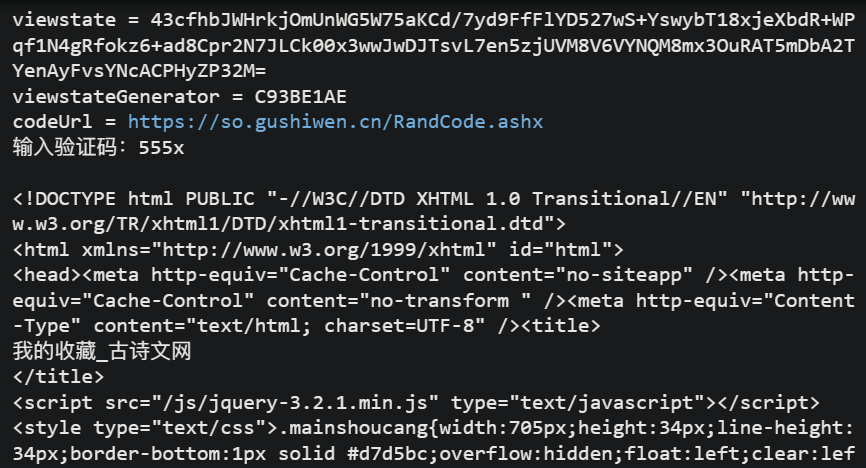 viewstate = 43cfhbJWHrkjOmUnWG5W75aKCd/7yd9FfFlYD527wS+YswybT18xjeXbdR+WP
qf1N4gRfokz6+ad8Cpr2N7JLCk00x3wwJwDJTsvL7en5zjUVM8V6VYNQM8mx3OuRAT5mDbA2T
YenAyFvsYNcACPHyZP32M=
viewstateGenerator = C93BE1AE
codeUrl = https://so.gushiwen.cn/RandCode.ashx
输入验证码：555x
<!DOCTYPE html PUBLIC "-//W3C//DTD XHTML 1.0 Transitional//EN" "http://ww
w.w3.org/TR/xhtml1/DTD/xhtml1-transitional.dtd">
<html xmlns="http://www.w3.org/1999/xhtml" id="html">
<head><meta http-equiv="Cache-Control" content="no-siteapp" /><meta http-
equiv="Cache-Control" content="no-transform " /><meta http-equiv="Content
-Type" content="text/html; charset=UTF-8" /><title>
我的收藏_古诗文网
</title>
<script src="/js/jquery-3.2.1.min.js" type="text/javascript"></script>
<style type="text/css">.mainshoucang{width:705px;height:34px;line-height:
34px;border-bottom:1px solid #d7d5bc;overflow:hidden;float:left;clear:lef